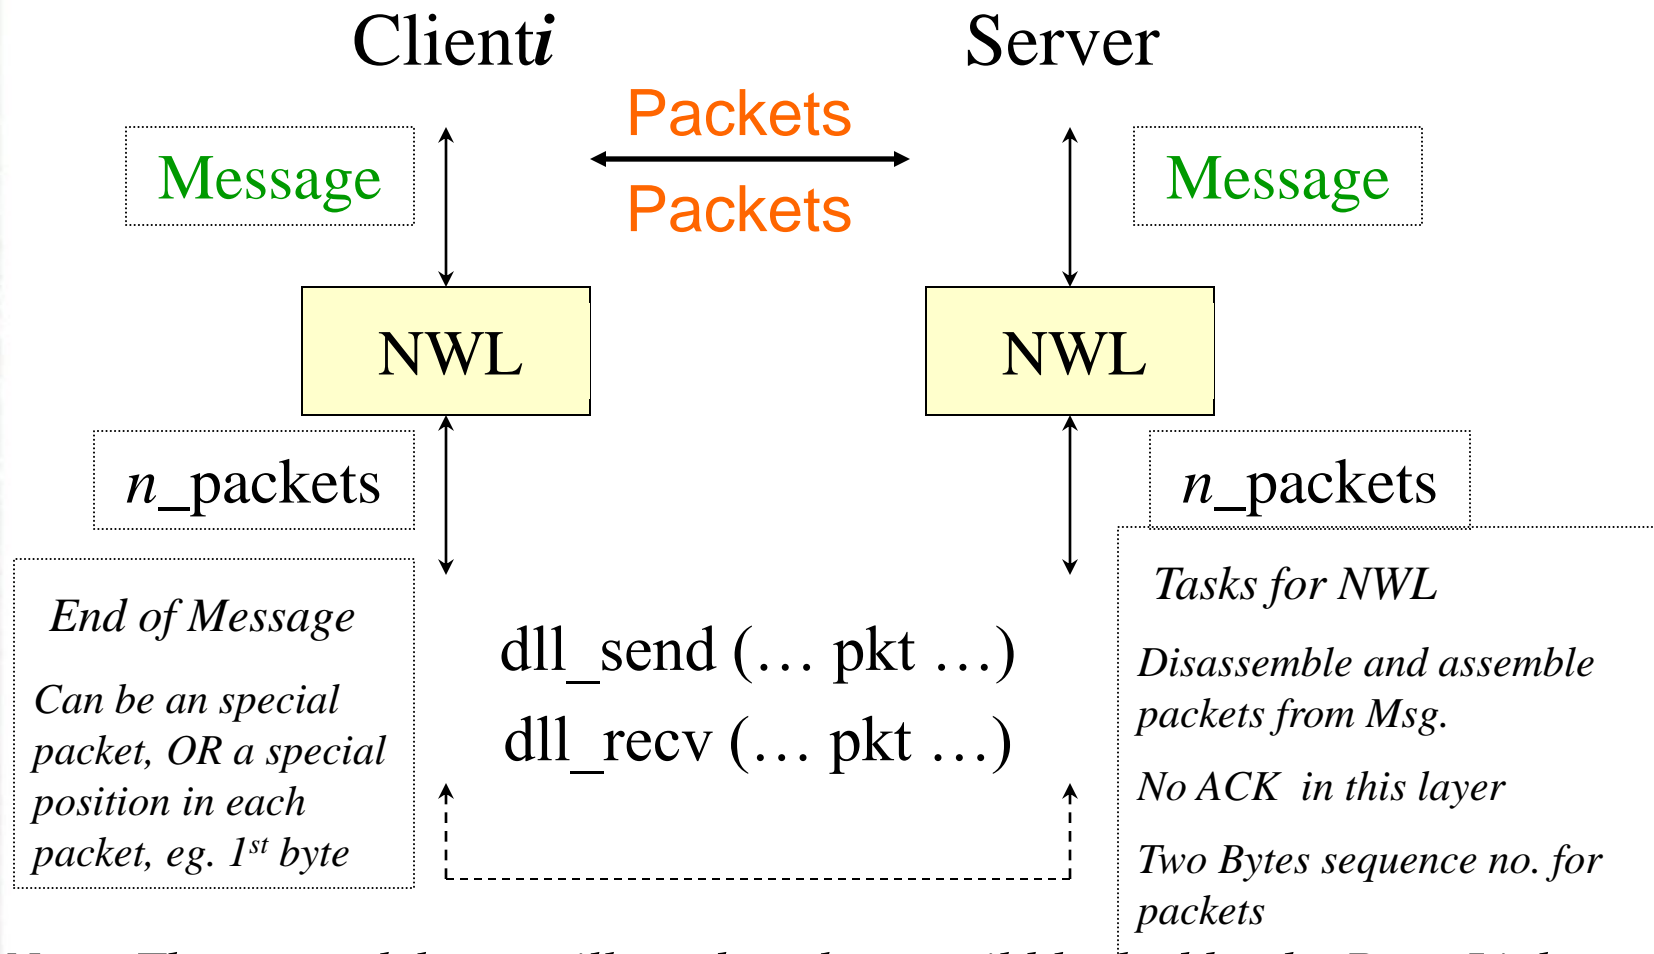 Clienti
Server
Packets
Message
Packets
Message
NWL
NWL
n_packets
n_packets
End of Message
Can be an special
packet, OR a special
position in each
packet, eg. 1st byte
dll_send (… pkt …)
dll_recv (… pkt …)
Tasks for NWL
Disassemble and assemble
packets from Msg.
No ACK in this layer
Two Bytes sequence no. for
packets